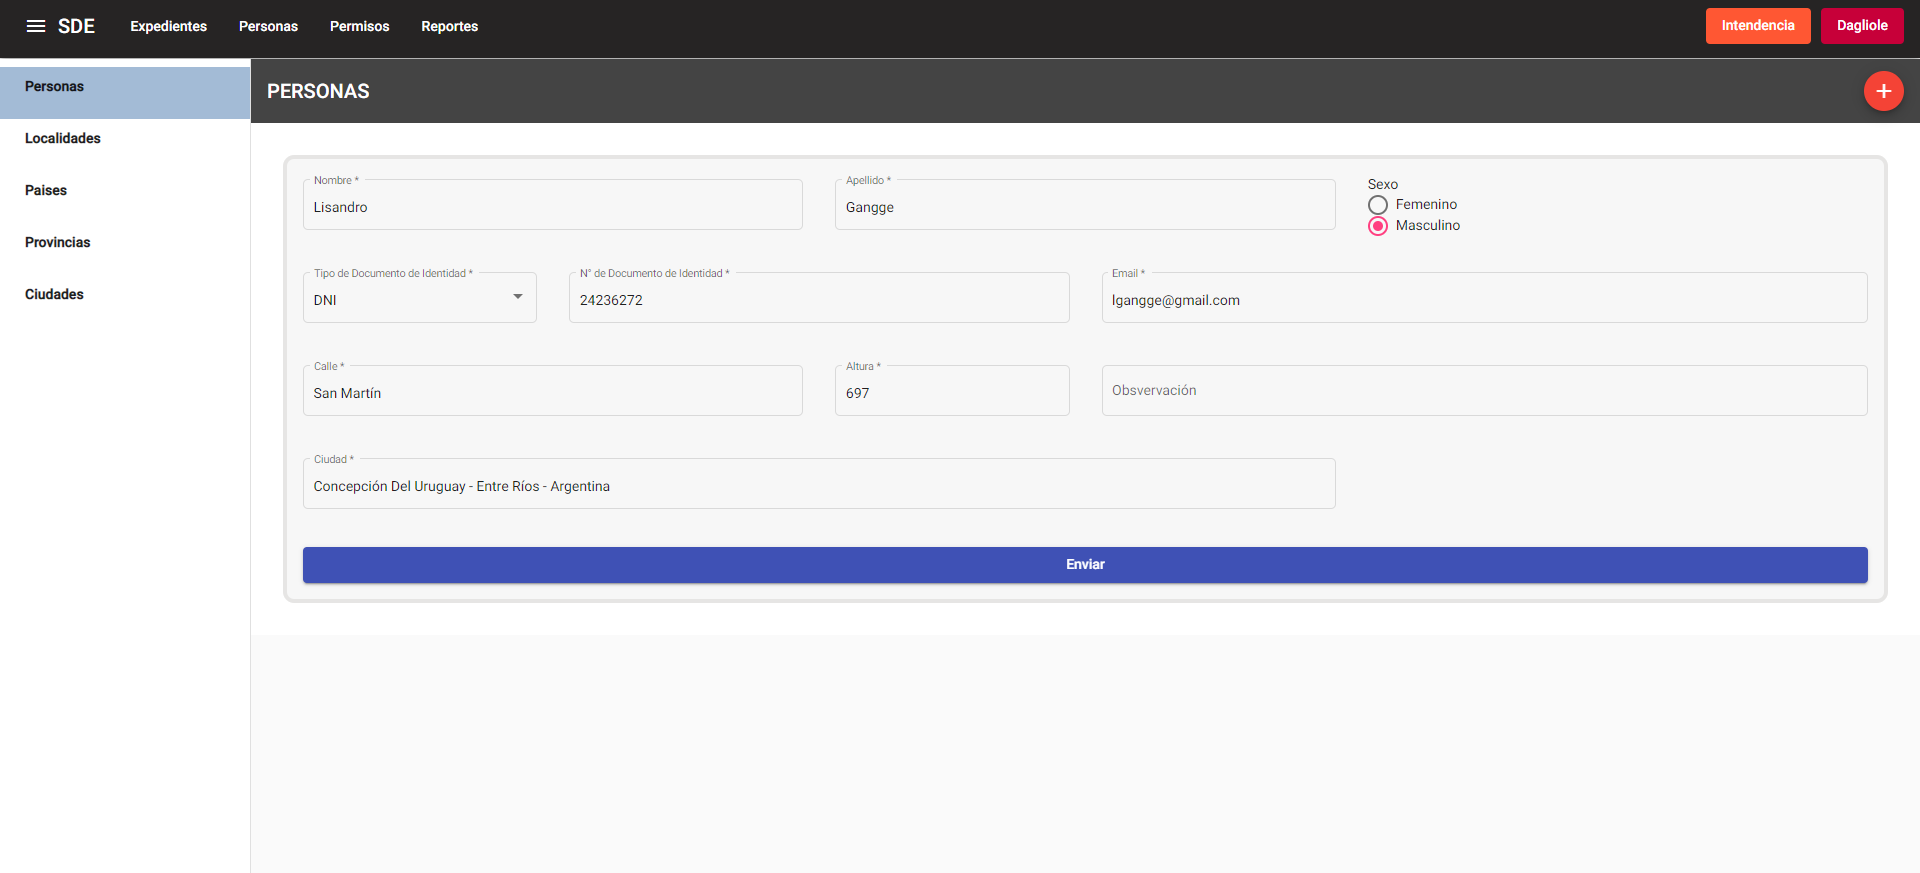 SDE Expedientes Personas Permisos Reportes Intendencia Dagliole
Personas
Localidades
Paises
Provincias
Ciudades
PERSONAS
Nombre *
Lisandro
Apellido *
Gangge
Sexo
Femenino
Masculino
Tipo de Documento de Identidad *
DNI
N° de Documento de Identidad *
24236272
Email *
lgangge@gmail.com
Calle *
San Martín
Altura *
697
Obsvervación
Ciudad *
Concepción Del Uruguay - Entre Ríos - Argentina
Enviar